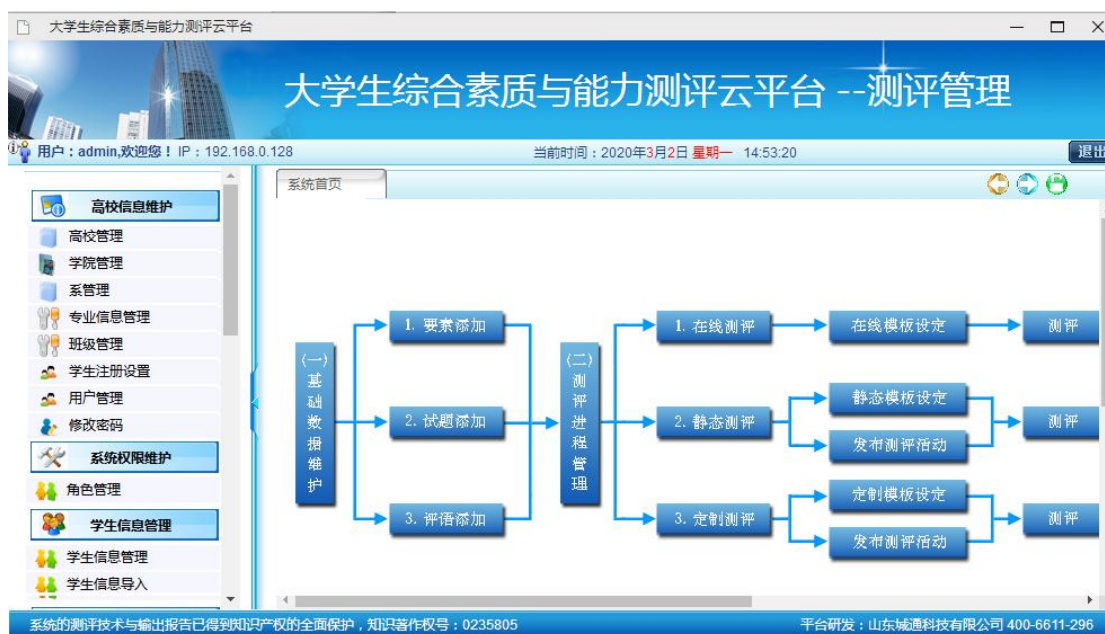 大学生综合素质与能力测评云平台
大学生综合素质与能力测评云平台 --测评管理
用户：admin,欢迎您！ IP：192.168.0.128
当前时间：2020年3月2日 星期一 14:53:20
退出
高校信息维护
高校管理
学院管理
系管理
专业信息管理
班级管理
学生注册设置
用户管理
修改密码
系统权限维护
角色管理
学生信息管理
学生信息管理
学生信息导入
系统首页
(一)基础数据维护
1. 要素添加
2. 试题添加
3. 评语添加
(二)测评进程管理
1. 在线测评
在线模板设定
测评
2. 静态测评
静态模板设定
发布测评活动
测评
3. 定制测评
定制模板设定
发布测评活动
测评
系统的测评技术与输出报告已得到知识产权的全面保护，知识著作权号：0235805
平台研发：山东城通科技有限公司 400-6611-296